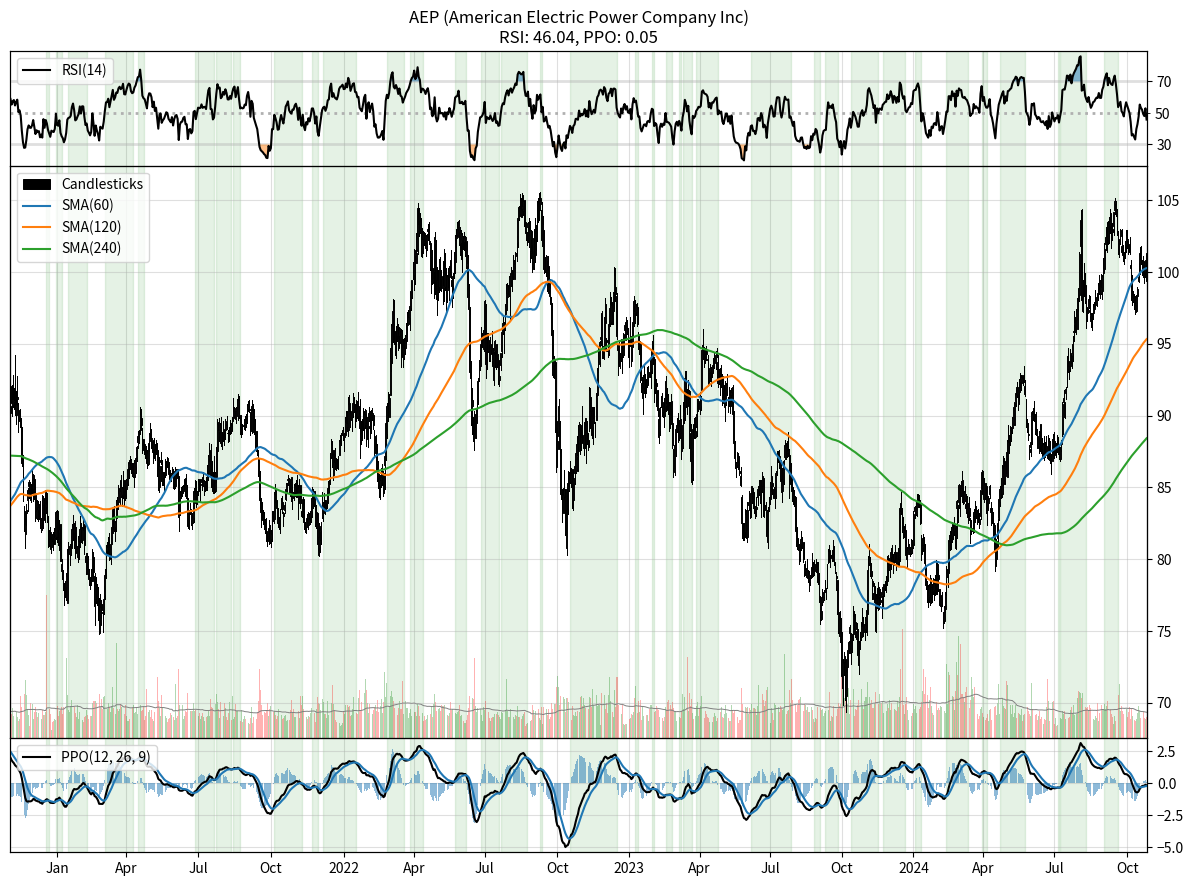 AEP (American Electric Power Company Inc)
RSI: 46.04, PPO: 0.05
RSI(14)
70
50
30
Candlesticks
SMA(60)
SMA(120)
SMA(240)
105
100
95
90
85
80
75
70
PPO(12, 26, 9)
2.5
0.0
−2.5
−5.0
Jan Apr Jul Oct 2022 Apr Jul Oct 2023 Apr Jul Oct 2024 Apr Jul Oct